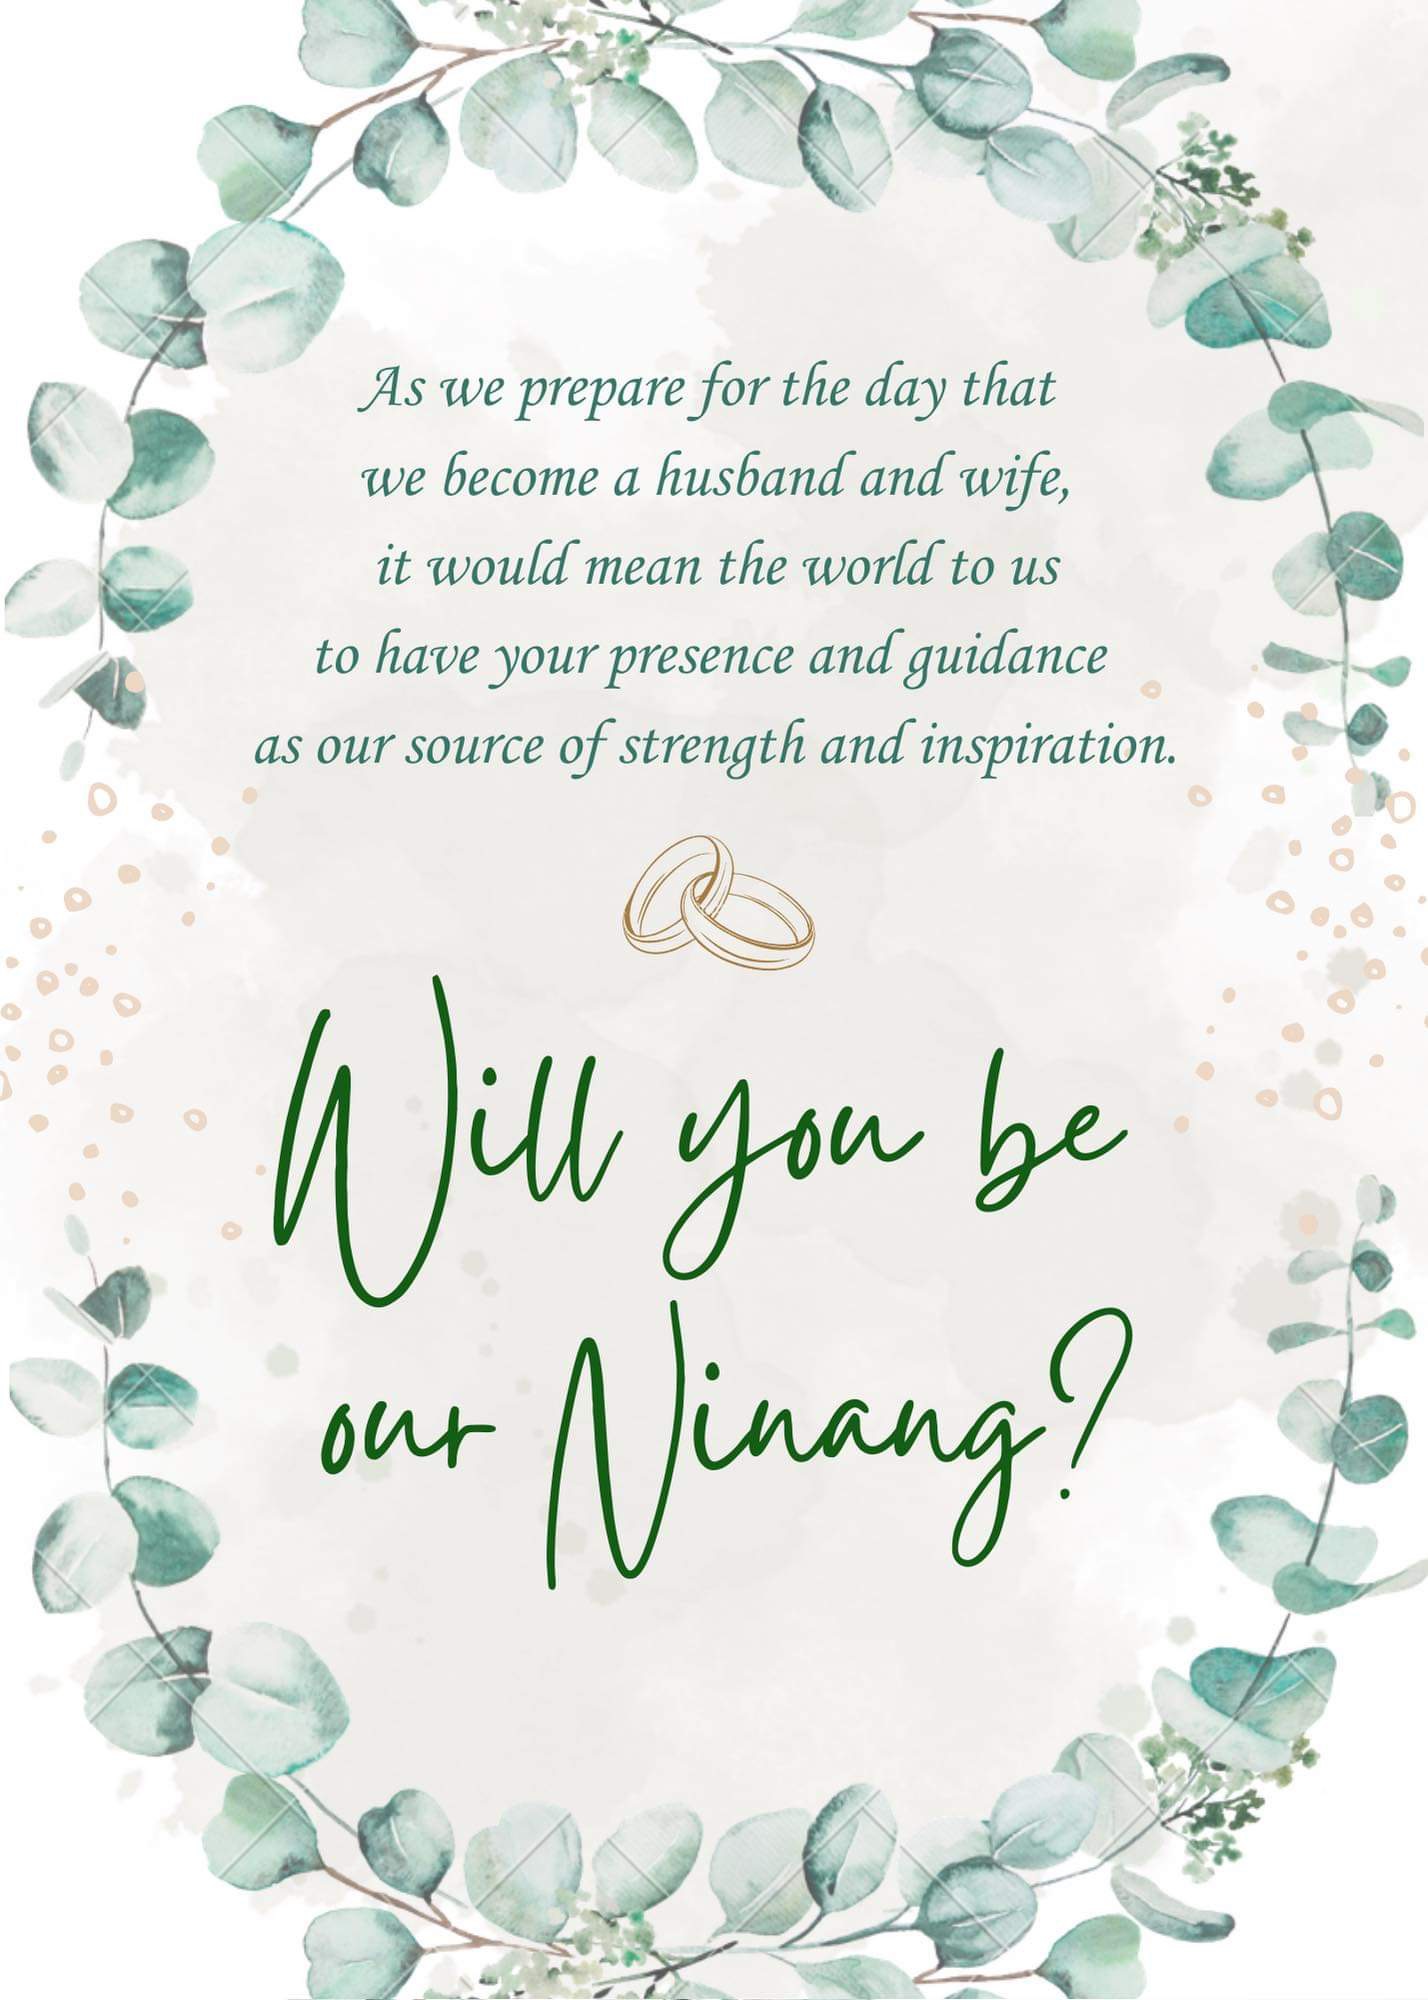 As we prepare for the day that
we become a husband and wife,
it would mean the world to us
to have your presence and guidance
as our source of strength and inspiration.
Will you be
our Ninang?